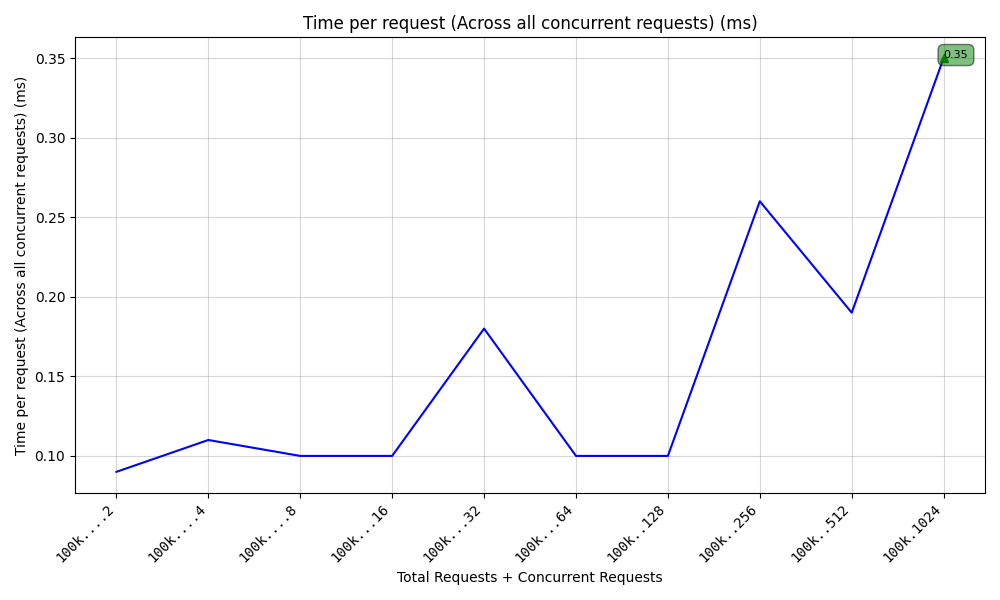 Time per request (Across all concurrent requests) (ms)
Time per request (Across all concurrent requests) (ms)
0.35
0.30
0.25
0.20
0.15
0.10
0.35
100k....2
100k....4
100k....8
100k...16
100k...32
100k...64
100k..128
100k..256
100k..512
100k.1024
Total Requests + Concurrent Requests